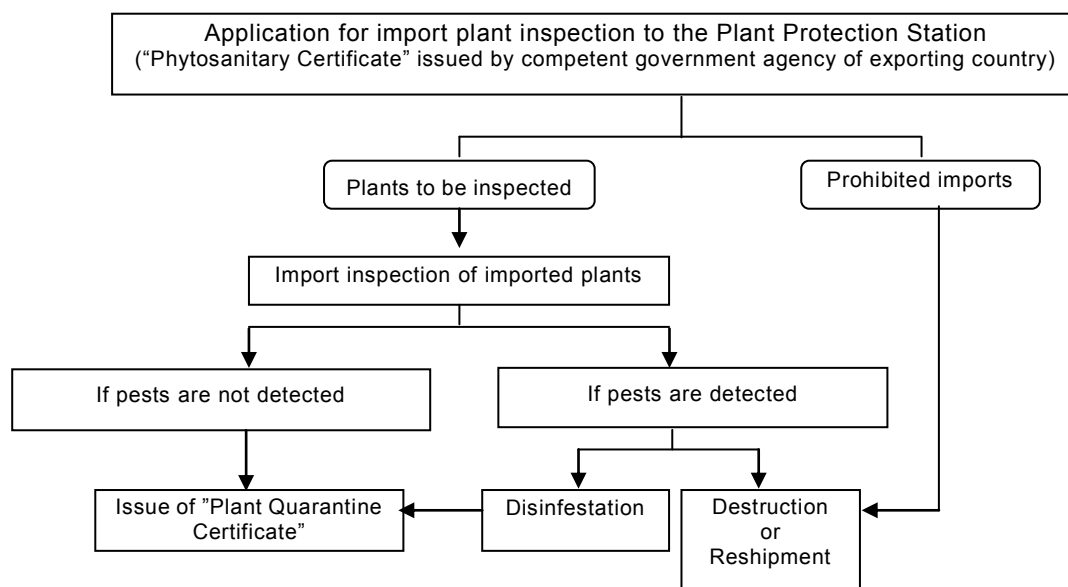 Application for import plant inspection to the Plant Protection Station
(“Phytosanitary Certificate” issued by competent government agency of exporting country)
Plants to be inspected
Prohibited imports
Import inspection of imported plants
If pests are not detected
If pests are detected
Issue of ”Plant Quarantine
Certificate”
Disinfestation
Destruction
or
Reshipment